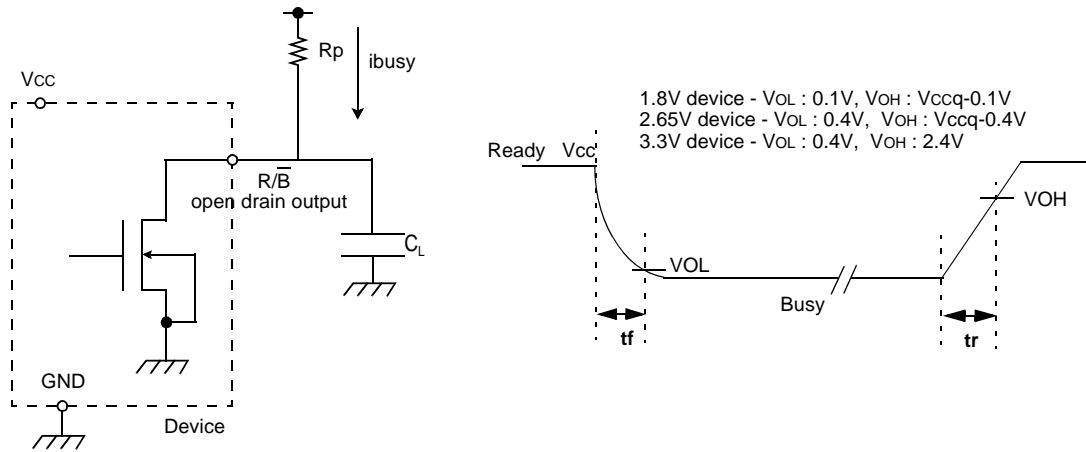 Rp
ibusy
VCC
R/B̅
open drain output
CL
GND
Device
1.8V device - VOL : 0.1V, VOH : VCCq-0.1V
2.65V device - VOL : 0.4V, VOH : Vccq-0.4V
3.3V device - VOL : 0.4V, VOH : 2.4V
Ready Vcc
VOH
VOL
Busy
tf
tr